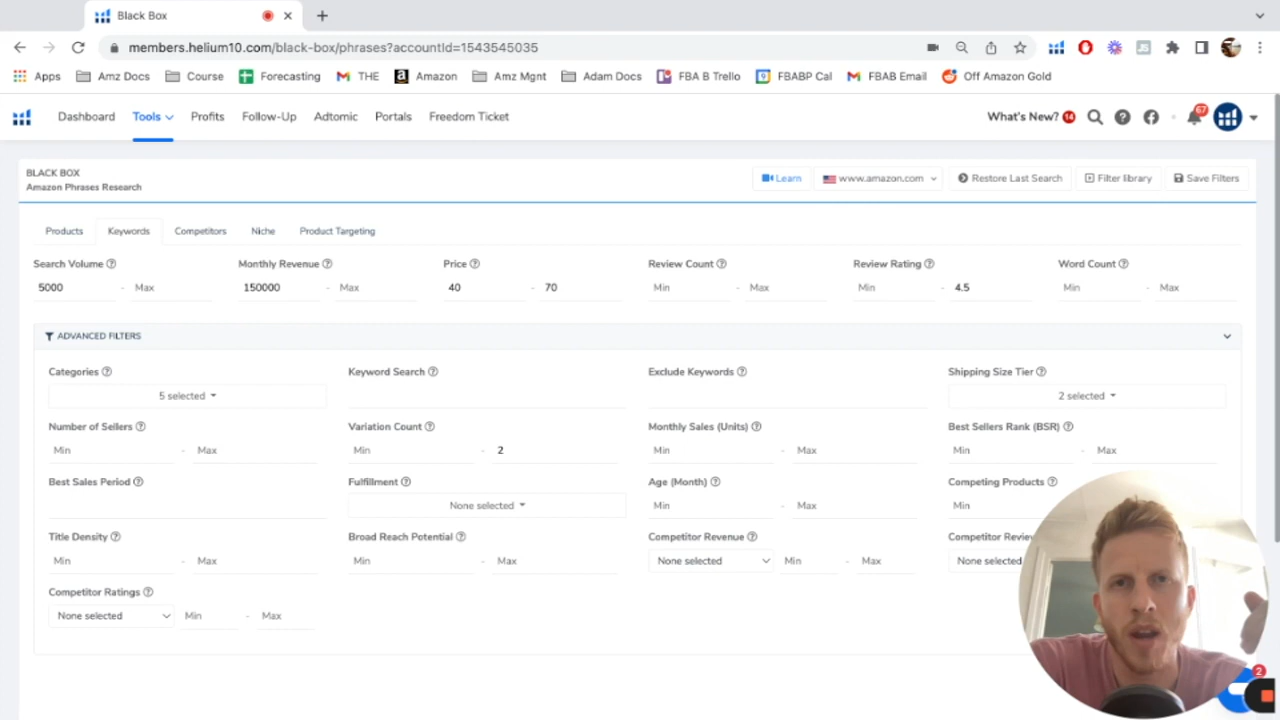 Black Box
members.helium10.com/black-box/phrases?accountId=1543545035
Apps Amz Docs Course Forecasting THE Amazon Amz Mgnt Adam Docs FBA B Trello FBABP Cal FBAB Email Off Amazon Gold
Dashboard Tools Profits Follow-Up Adtomic Portals Freedom Ticket What's New? 14 67
BLACK BOX
Amazon Phrases Research
Learn www.amazon.com Restore Last Search Filter library Save Filters
Products Keywords Competitors Niche Product Targeting
Search Volume Monthly Revenue Price Review Count Review Rating Word Count
5000 - Max 150000 - Max 40 - 70 Min - Max Min - 4.5 Min - Max
ADVANCED FILTERS
Categories Keyword Search Exclude Keywords Shipping Size Tier
5 selected 2 selected
Number of Sellers Variation Count Monthly Sales (Units) Best Sellers Rank (BSR)
Min - Max Min - 2 Min - Max Min - Max
Best Sales Period Fulfillment Age (Month) Competing Products
None selected Min - Max Min
Title Density Broad Reach Potential Competitor Revenue Competitor Review
Min - Max Min - Max None selected Min - Max None selected
Competitor Ratings
None selected Min - Max
2